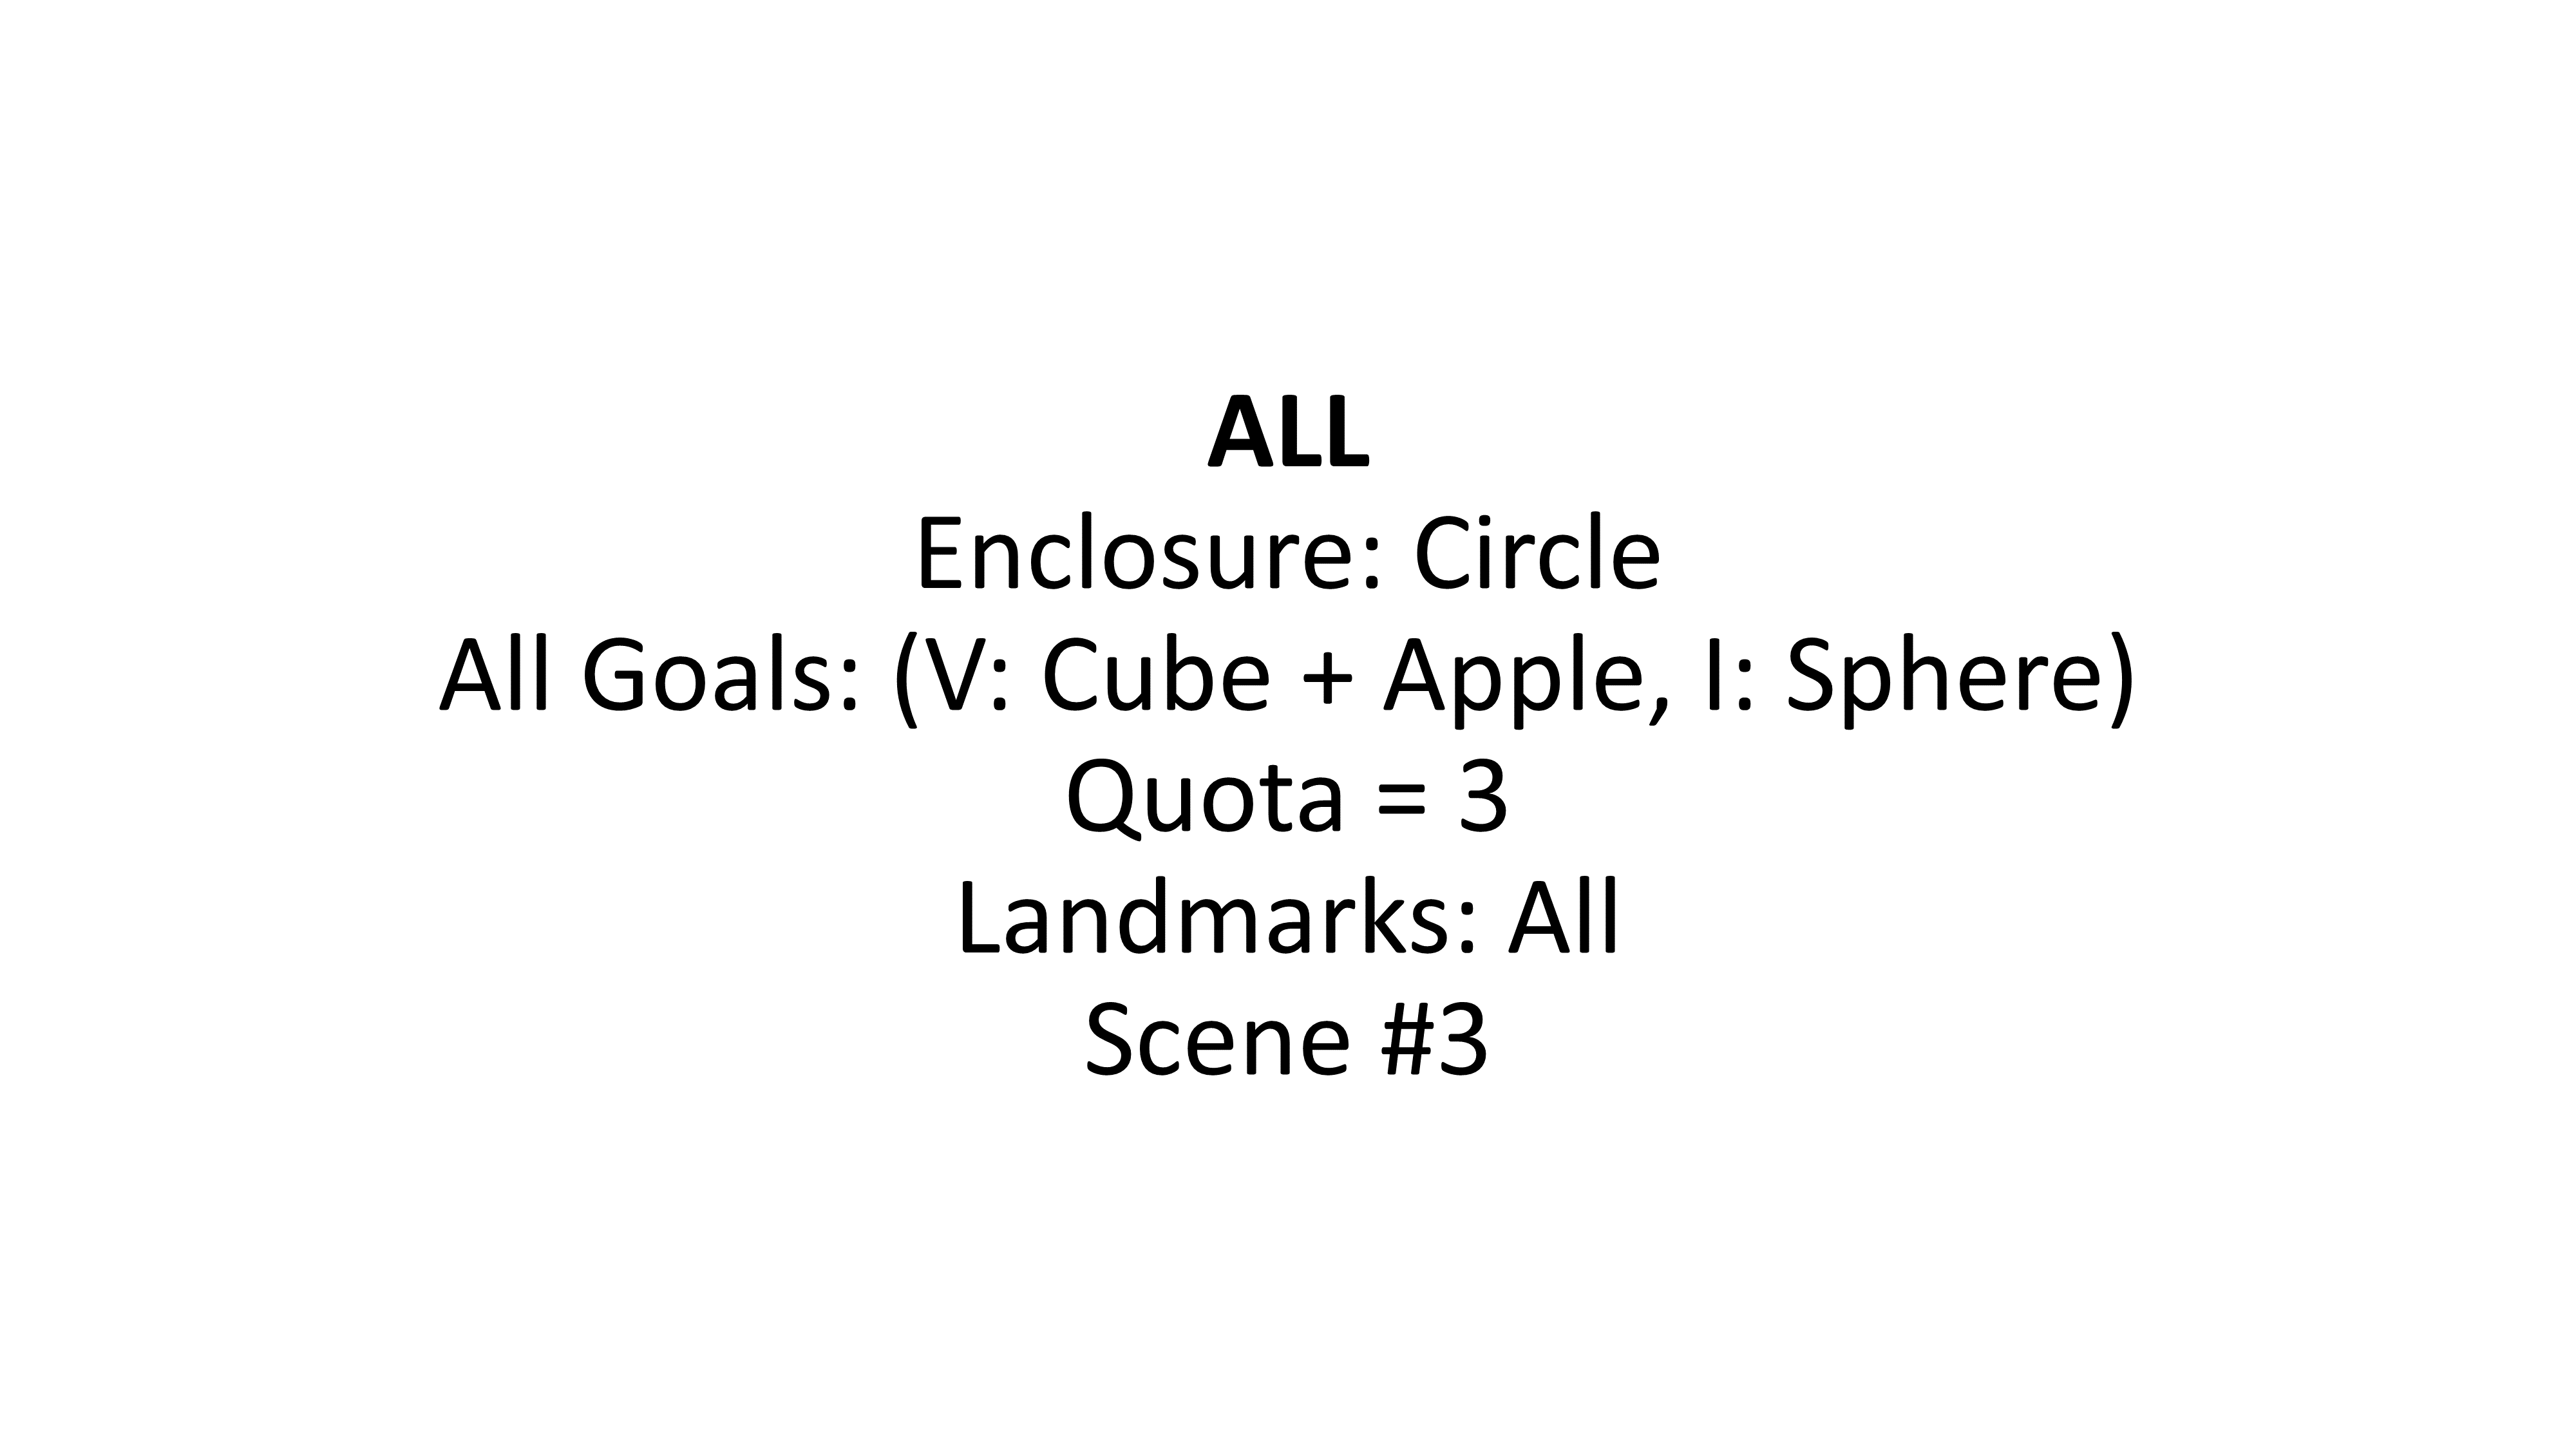 ALL
Enclosure: Circle
All Goals: (V: Cube + Apple, I: Sphere)
Quota = 3
Landmarks: All
Scene #3